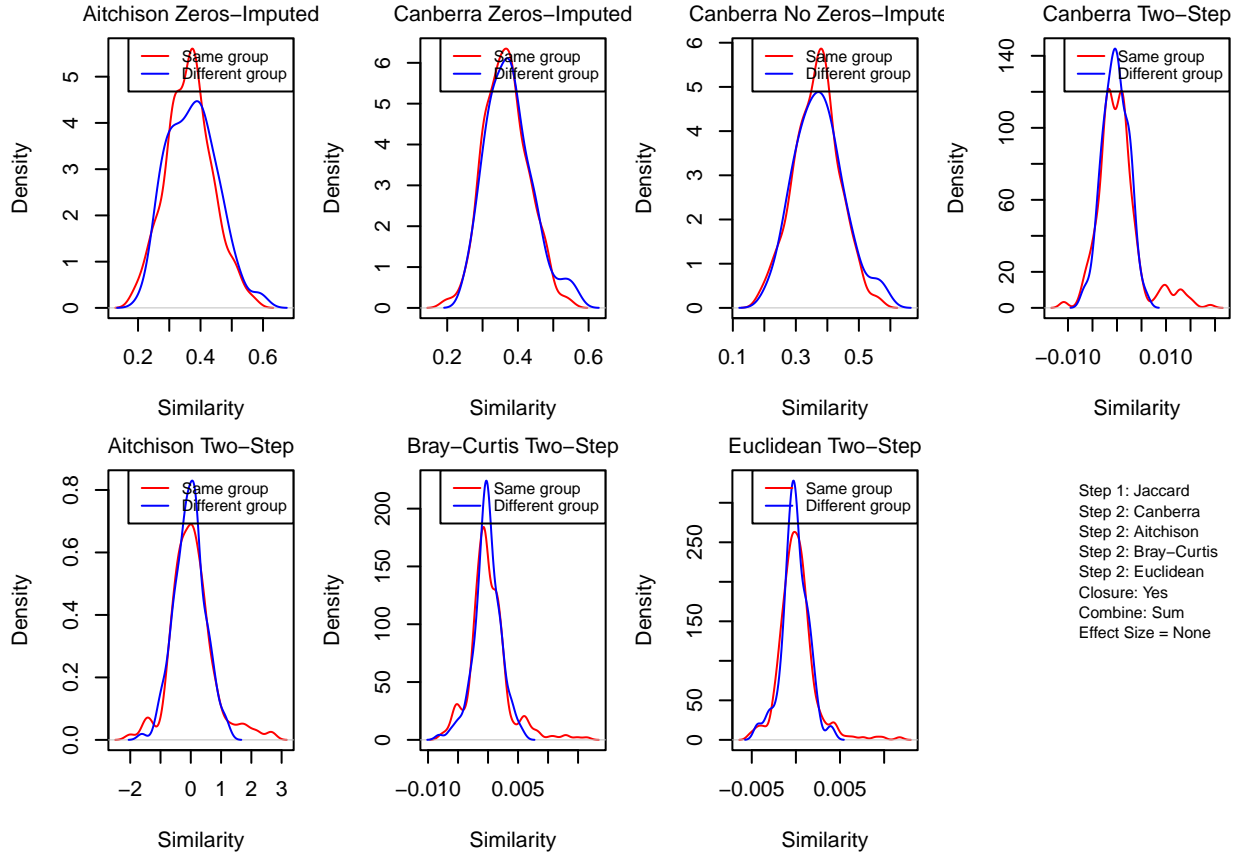 Aitchison Zeros−Imputed
Density
5
4
3
2
1
0
Same group
Different group
0.2 0.4 0.6
Similarity
Canberra Zeros−Imputed
Density
6
5
4
3
2
1
0
Same group
Different group
0.2 0.4 0.6
Similarity
Canberra No Zeros−Impute
Density
6
5
4
3
2
1
0
Same group
Different group
0.1 0.3 0.5
Similarity
Canberra Two−Step
Density
140
100
60
20
0
Same group
Different group
−0.010 0.010
Similarity
Aitchison Two−Step
Density
0.8
0.6
0.4
0.2
0.0
Same group
Different group
−2 0 1 2 3
Similarity
Bray−Curtis Two−Step
Density
200
150
100
50
0
Same group
Different group
−0.010 0.005
Similarity
Euclidean Two−Step
Density
250
150
50
0
Same group
Different group
−0.005 0.005
Similarity
Step 1: Jaccard
Step 2: Canberra
Step 2: Aitchison
Step 2: Bray−Curtis
Step 2: Euclidean
Closure: Yes
Combine: Sum
Effect Size = None